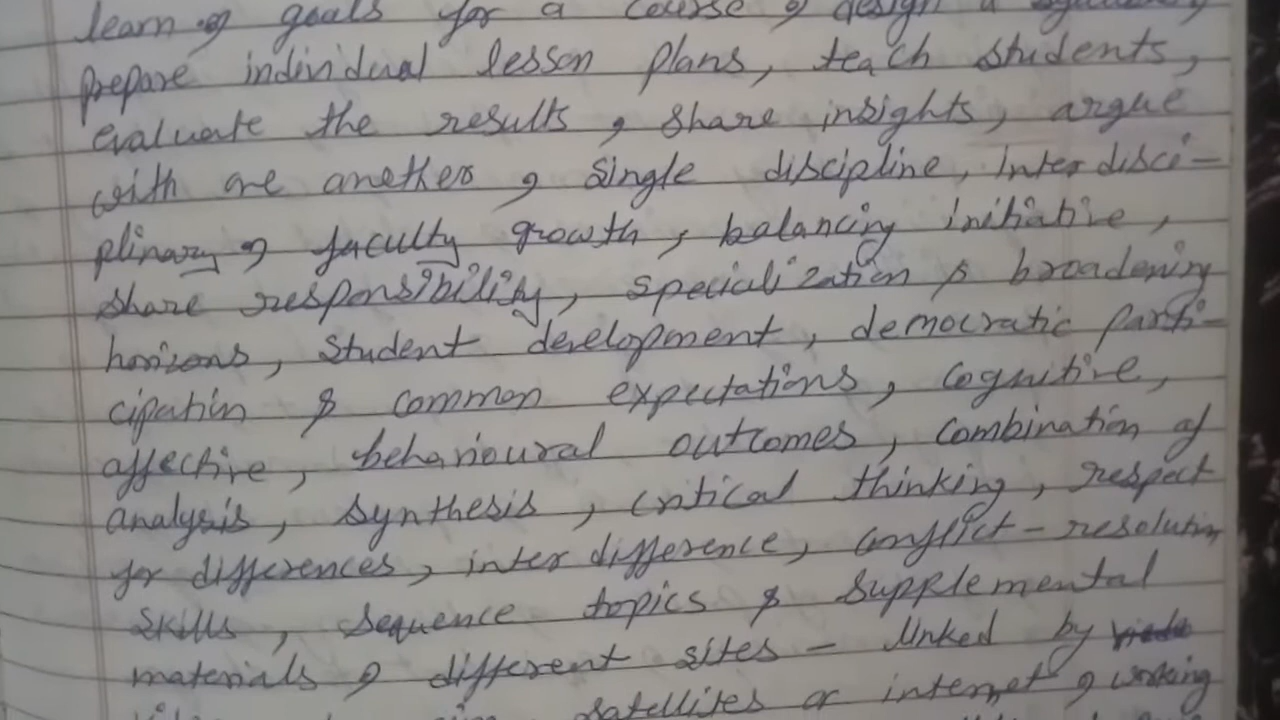 learn goals for a course & design a
prepare individual lesson plans, teach students,
evaluate the results, share insights, argue
with one another, single discipline, interdisci-
plinary, faculty growth, balancing initiative,
share responsibility, specialization & broadening
horizons, student development, democratic parti-
cipation & common expectations, cognitive,
affective, behavioural outcomes, combination of
analysis, synthesis, critical thinking, respect
for differences, inter difference, conflict-resolution
skills, sequence topics & supplemental
materials, different sites - linked by
satellites or internet, working